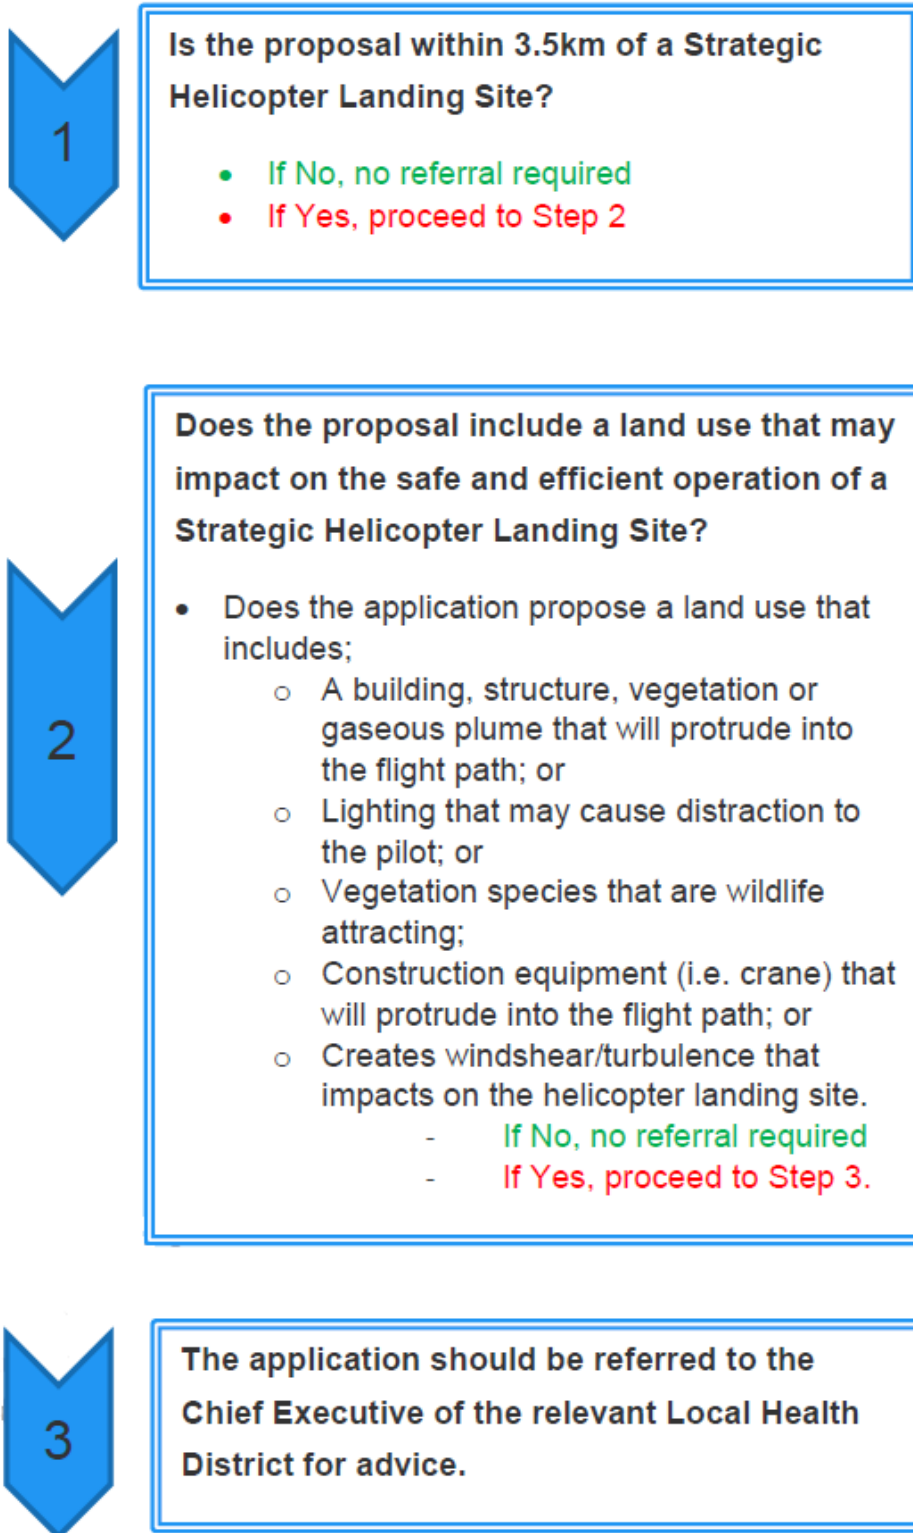 1
Is the proposal within 3.5km of a Strategic
Helicopter Landing Site?
• If No, no referral required
• If Yes, proceed to Step 2
2
Does the proposal include a land use that may
impact on the safe and efficient operation of a
Strategic Helicopter Landing Site?
• Does the application propose a land use that
includes;
o A building, structure, vegetation or
gaseous plume that will protrude into
the flight path; or
o Lighting that may cause distraction to
the pilot; or
o Vegetation species that are wildlife
attracting;
o Construction equipment (i.e. crane) that
will protrude into the flight path; or
o Creates windshear/turbulence that
impacts on the helicopter landing site.
- If No, no referral required
- If Yes, proceed to Step 3.
3
The application should be referred to the
Chief Executive of the relevant Local Health
District for advice.